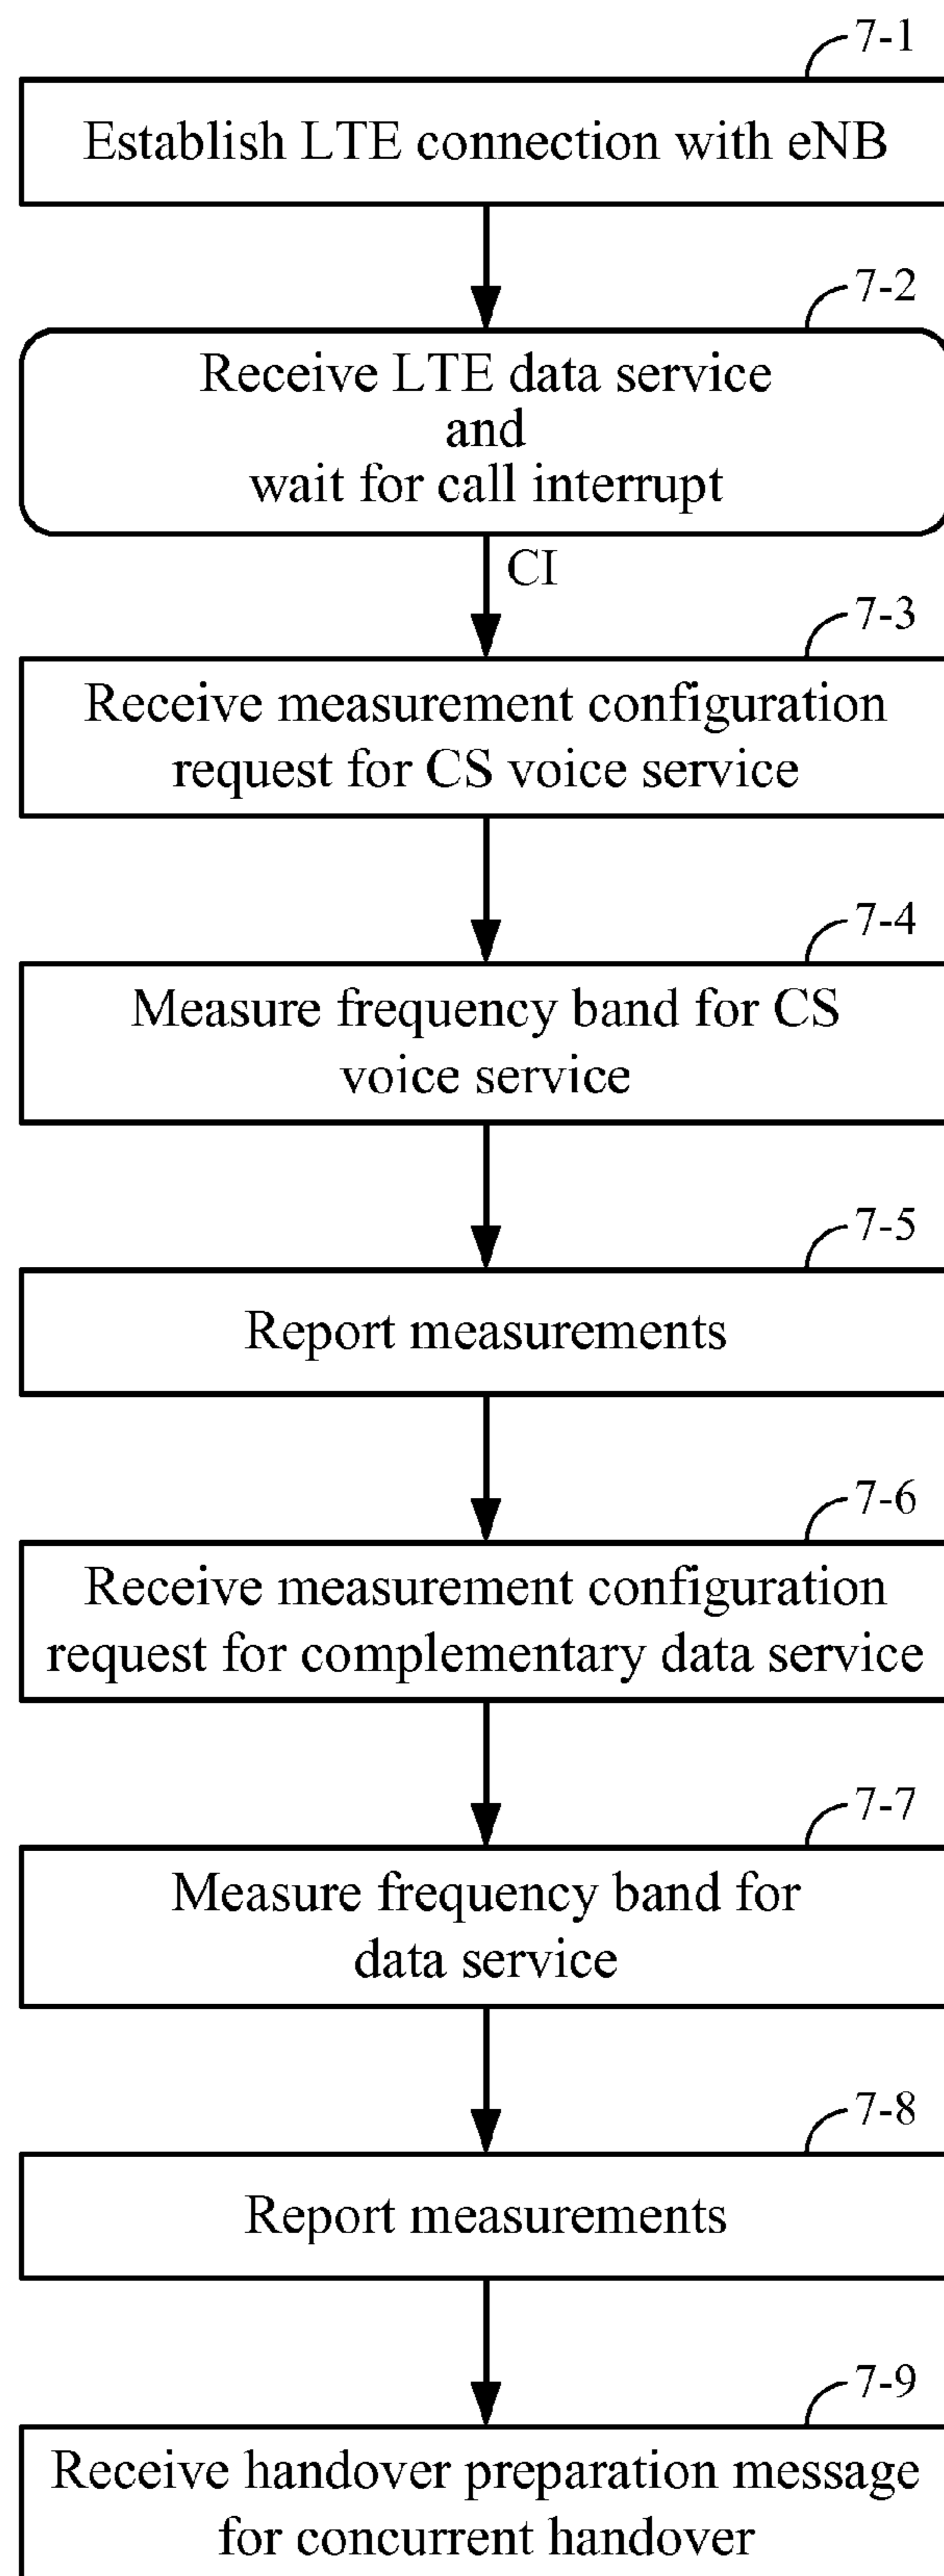 7-1
Establish LTE connection with eNB
7-2
Receive LTE data service
and
wait for call interrupt
CI
7-3
Receive measurement configuration
request for CS voice service
7-4
Measure frequency band for CS
voice service
7-5
Report measurements
7-6
Receive measurement configuration
request for complementary data service
7-7
Measure frequency band for
data service
7-8
Report measurements
7-9
Receive handover preparation message
for concurrent handover